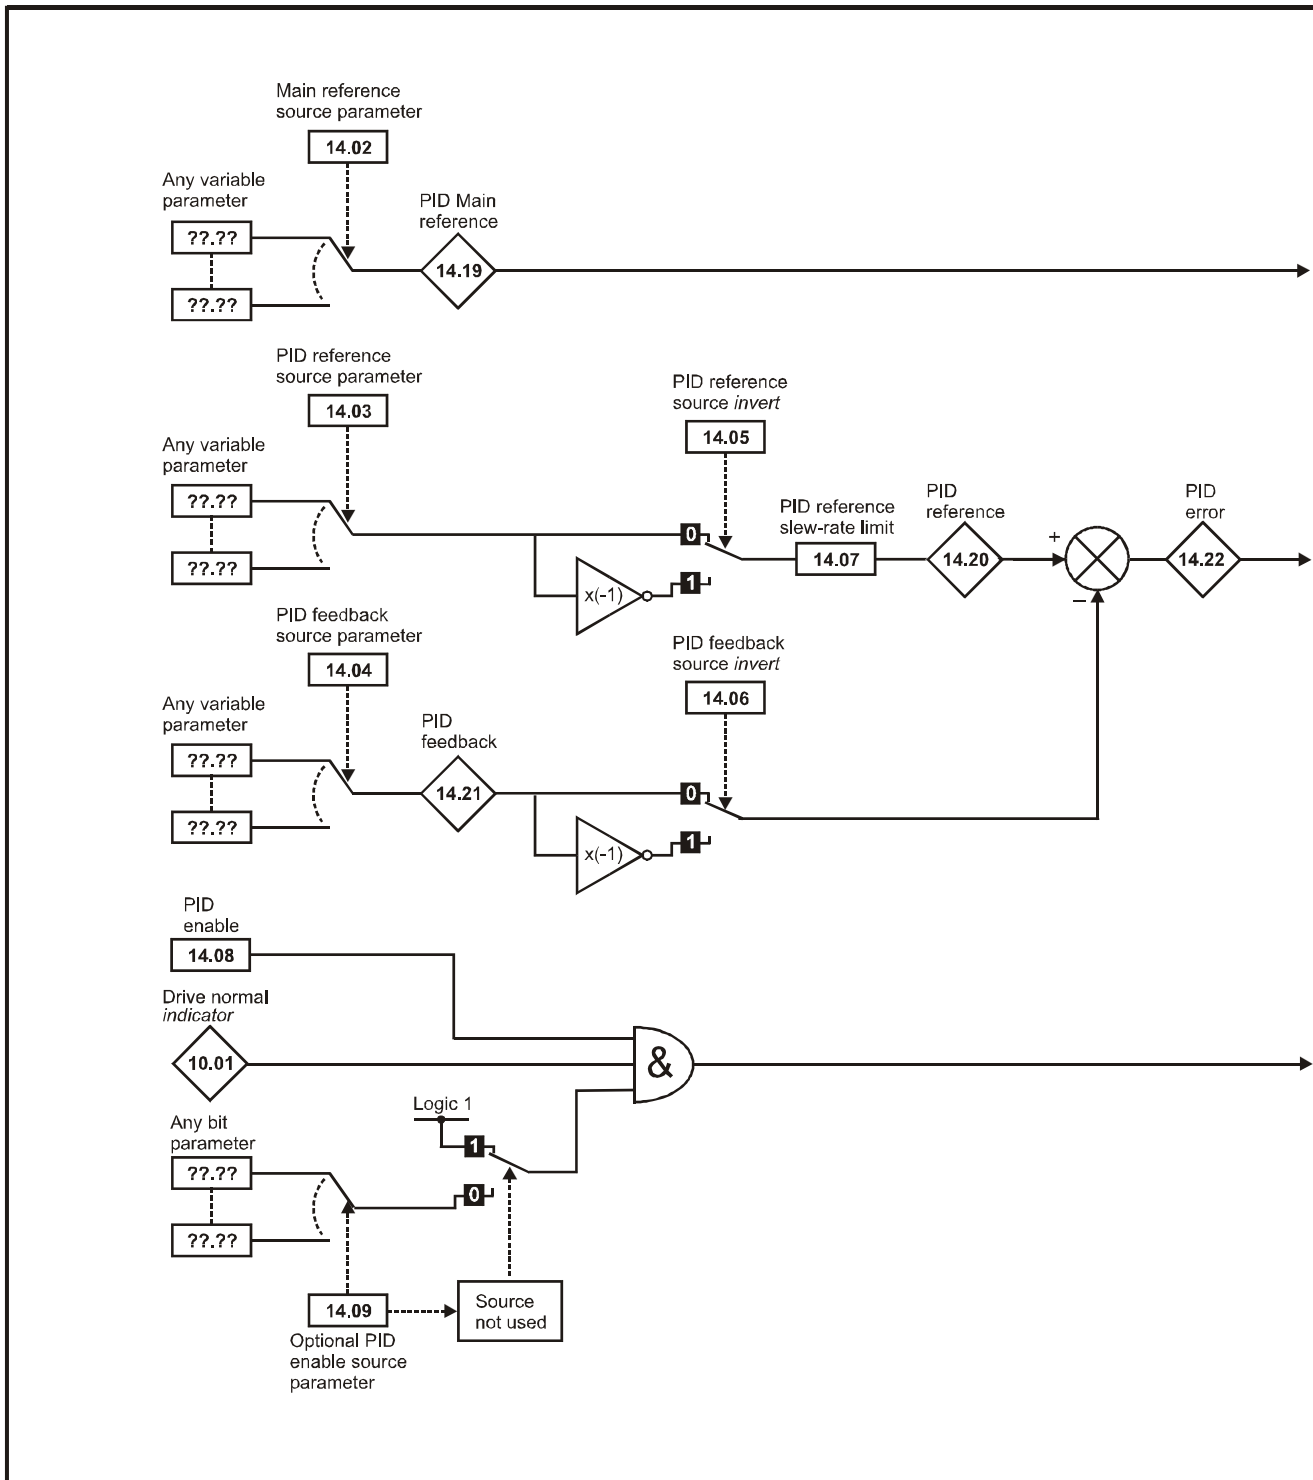 Main reference
source parameter
14.02
Any variable
parameter
??.??
??.??
PID Main
reference
14.19
PID reference
source parameter
14.03
Any variable
parameter
??.??
??.??
x(-1)
PID reference
source invert
14.05
0
1
PID reference
slew-rate limit
14.07
PID
reference
14.20
+
–
PID
error
14.22
PID feedback
source parameter
14.04
Any variable
parameter
??.??
??.??
PID
feedback
14.21
x(-1)
PID feedback
source invert
14.06
0
1
PID
enable
14.08
Drive normal
indicator
10.01
&
Logic 1
1
0
Any bit
parameter
??.??
??.??
14.09
Optional PID
enable source
parameter
Source
not used